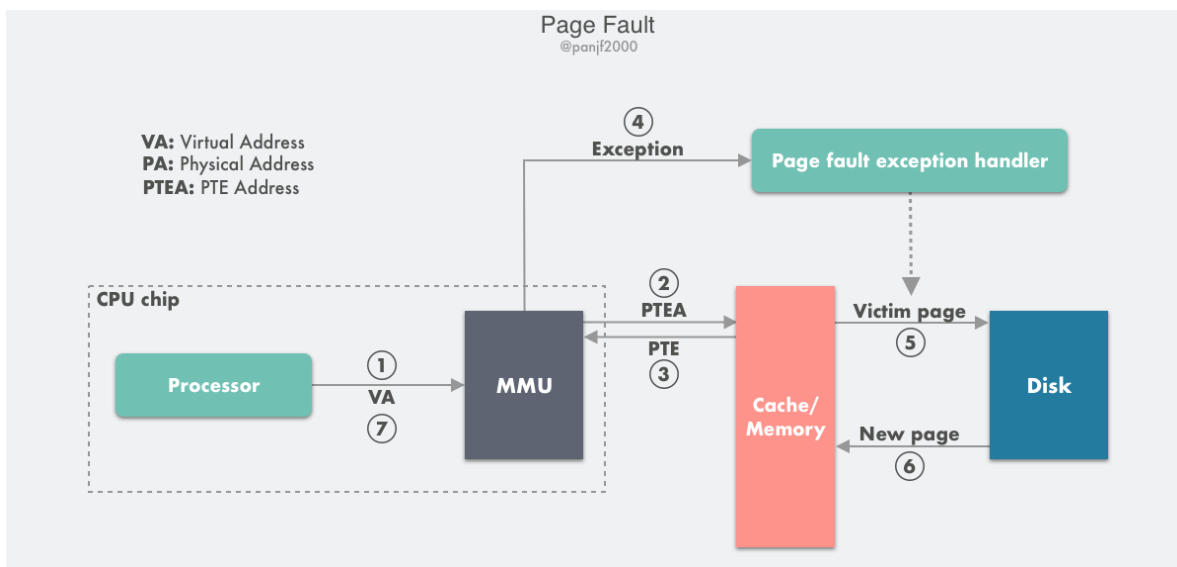 Page Fault
@panjf2000
VA: Virtual Address
PA: Physical Address
PTEA: PTE Address
④
Exception
Page fault exception handler
CPU chip
②
PTEA
PTE
③
Victim page
⑤
Processor
①
VA
⑦
MMU
Cache/
Memory
Disk
New page
⑥